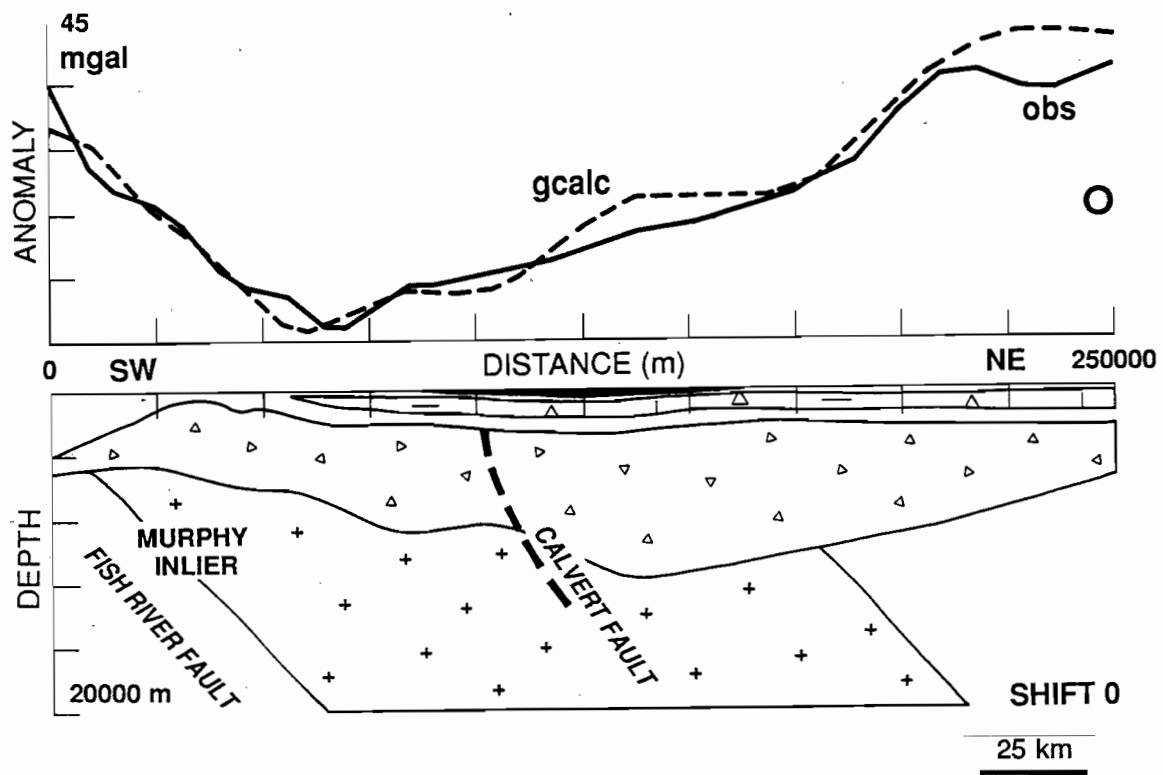 45
mgal
ANOMALY
gcalc
obs
O
0
SW
DISTANCE (m)
NE
250000
DEPTH
MURPHY
INLIER
FISH RIVER FAULT
CALVERT FAULT
20000 m
SHIFT 0
25 km